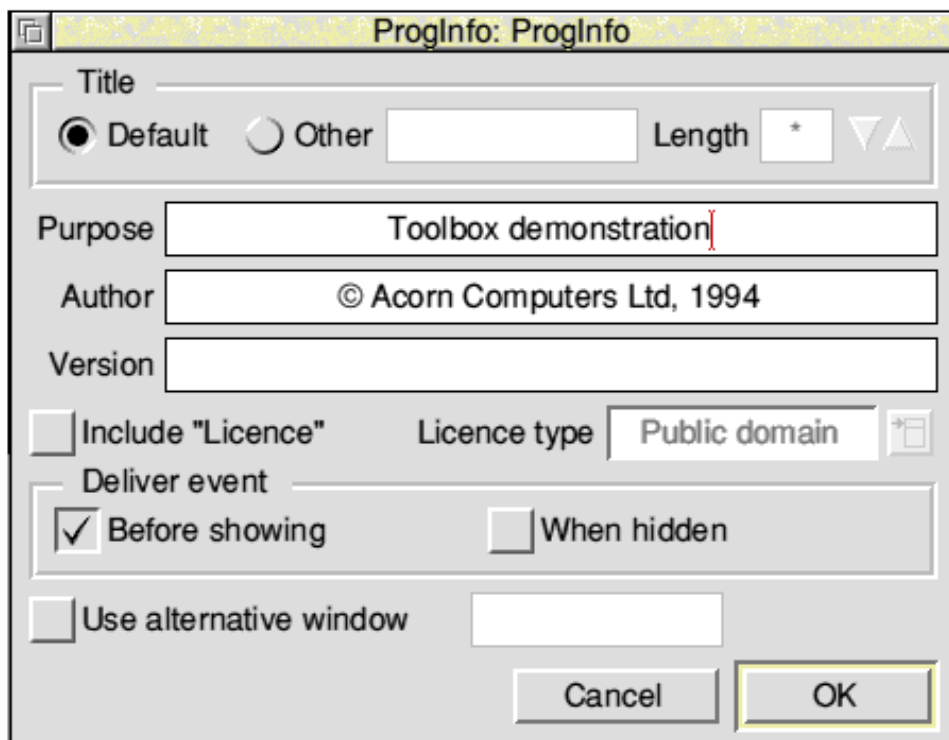 ProgInfo: ProgInfo
Title
Default Other Length *
Purpose Toolbox demonstration
Author © Acorn Computers Ltd, 1994
Version
Include "Licence" Licence type Public domain
Deliver event
Before showing When hidden
Use alternative window
Cancel OK